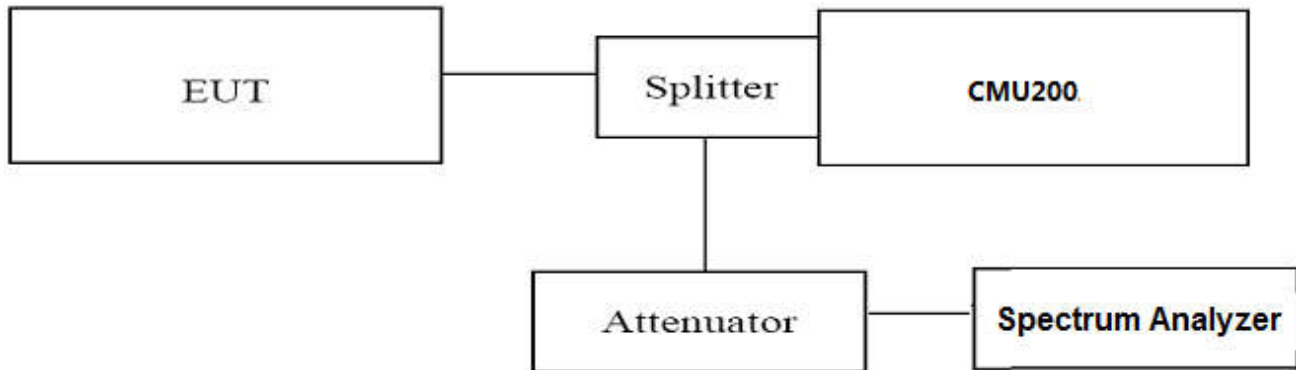 EUT
Splitter
CMU200.
Attenuator
Spectrum Analyzer